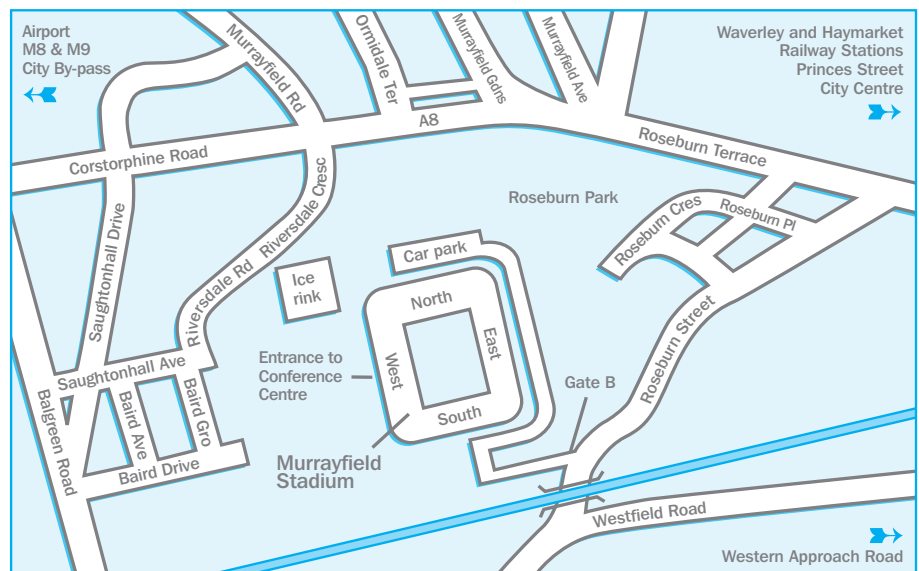 Airport
M8 & M9
City By-pass
Waverley and Haymarket
Railway Stations
Princes Street
City Centre
Murrayfield Rd
Ormidale Ter
Murrayfield Gdns
Murrayfield Ave
A8
Corstorphine Road
Roseburn Terrace
Roseburn Park
Roseburn Cres
Roseburn Pl
Saughtonhall Drive
Riversdale Rd
Riversdale Cresc
Car park
Ice
rink
North
East
West
South
Entrance to
Conference
Centre
Murrayfield
Stadium
Gate B
Roseburn Street
Saughtonhall Ave
Balgreen Road
Baird Ave
Baird Gro
Baird Drive
Westfield Road
Western Approach Road